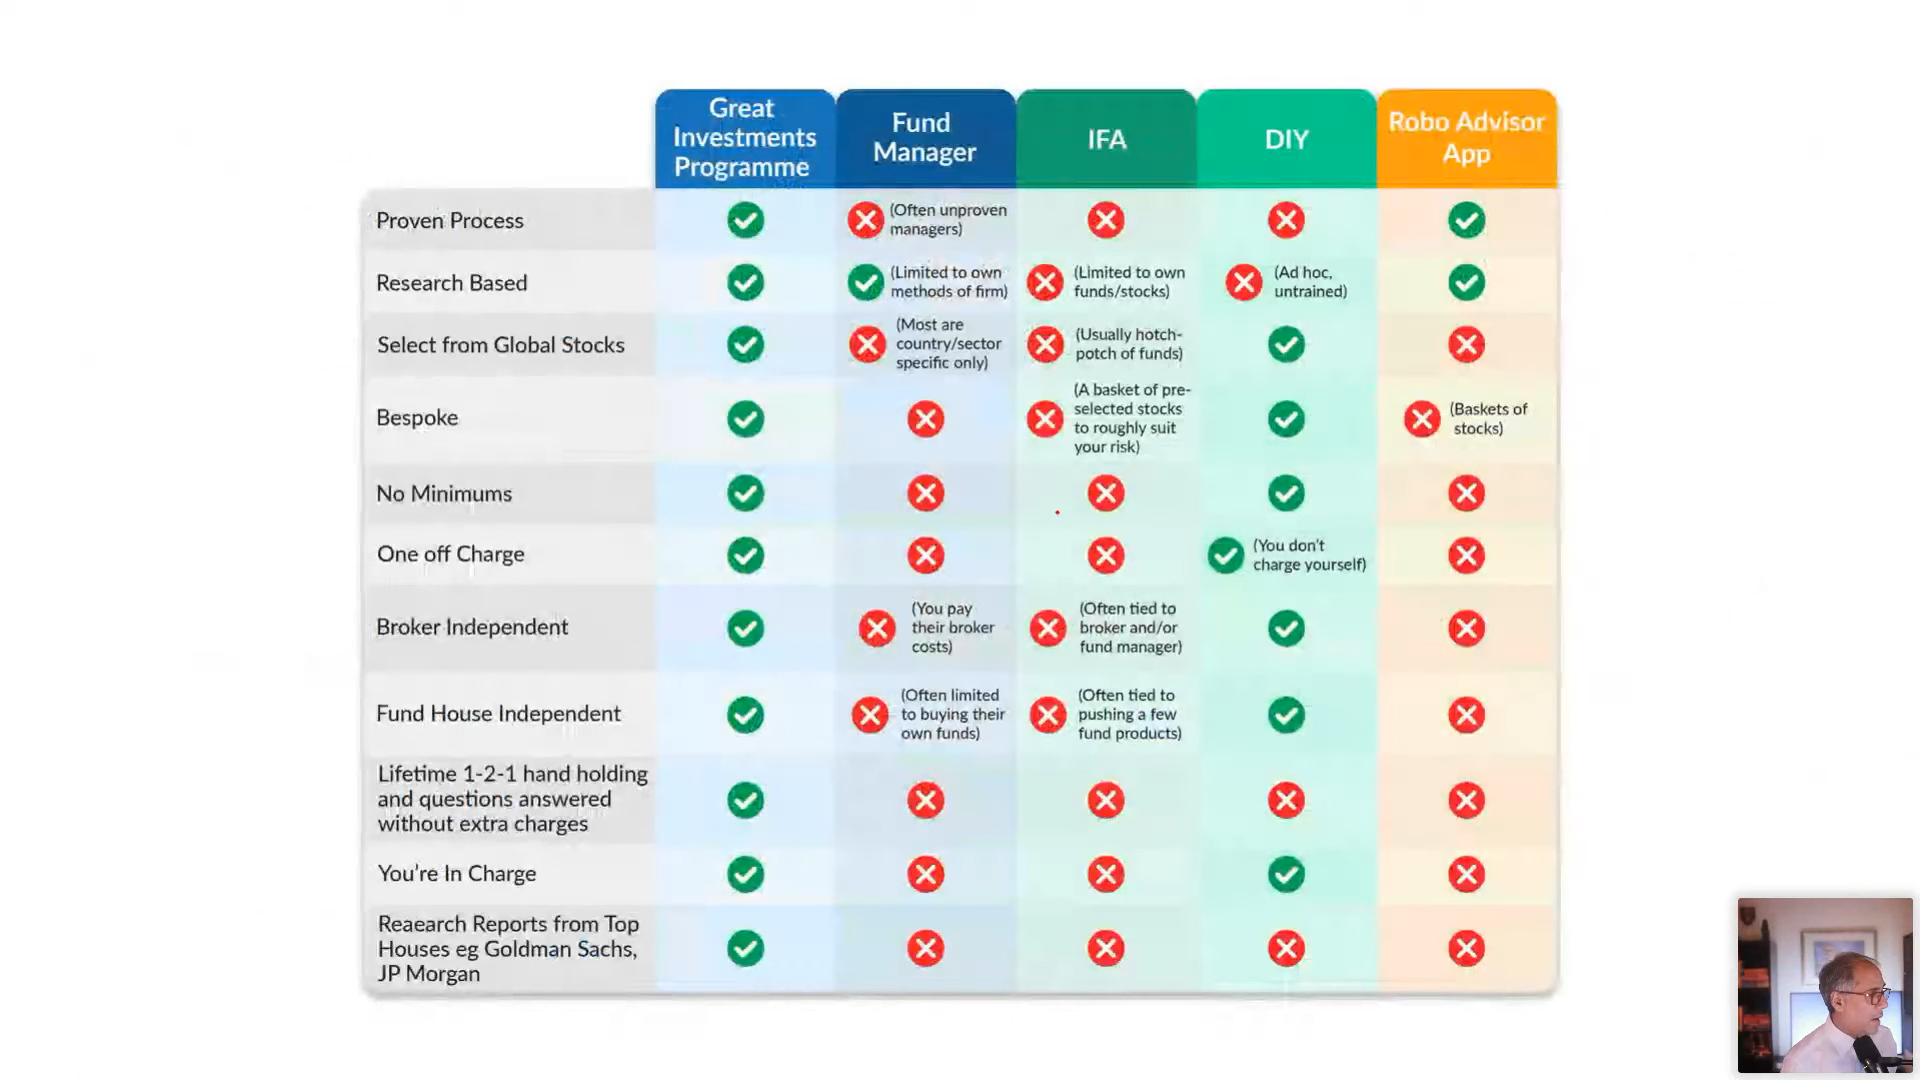 Great
Investments
Programme
Fund
Manager
IFA
DIY
Robo Advisor
App
Proven Process
(Often unproven
managers)
Research Based
(Limited to own
methods of firm)
(Limited to own
funds/stocks)
(Ad hoc,
untrained)
Select from Global Stocks
(Most are
country/sector
specific only)
(Usually hotch-
potch of funds)
Bespoke
(A basket of pre-
selected stocks
to roughly suit
your risk)
(Baskets of
stocks)
No Minimums
One off Charge
(You don't
charge yourself)
Broker Independent
(You pay
their broker
costs)
(Often tied to
broker and/or
fund manager)
Fund House Independent
(Often limited
to buying their
own funds)
(Often tied to
pushing a few
fund products)
Lifetime 1-2-1 hand holding
and questions answered
without extra charges
You're In Charge
Reaearch Reports from Top
Houses eg Goldman Sachs,
JP Morgan